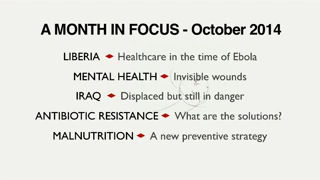 A MONTH IN FOCUS - October 2014
LIBERIA ♦ Healthcare in the time of Ebola
MENTAL HEALTH ♦ Invisible wounds
IRAQ ♦ Displaced but still in danger
ANTIBIOTIC RESISTANCE ♦ What are the solutions?
MALNUTRITION ♦ A new preventive strategy